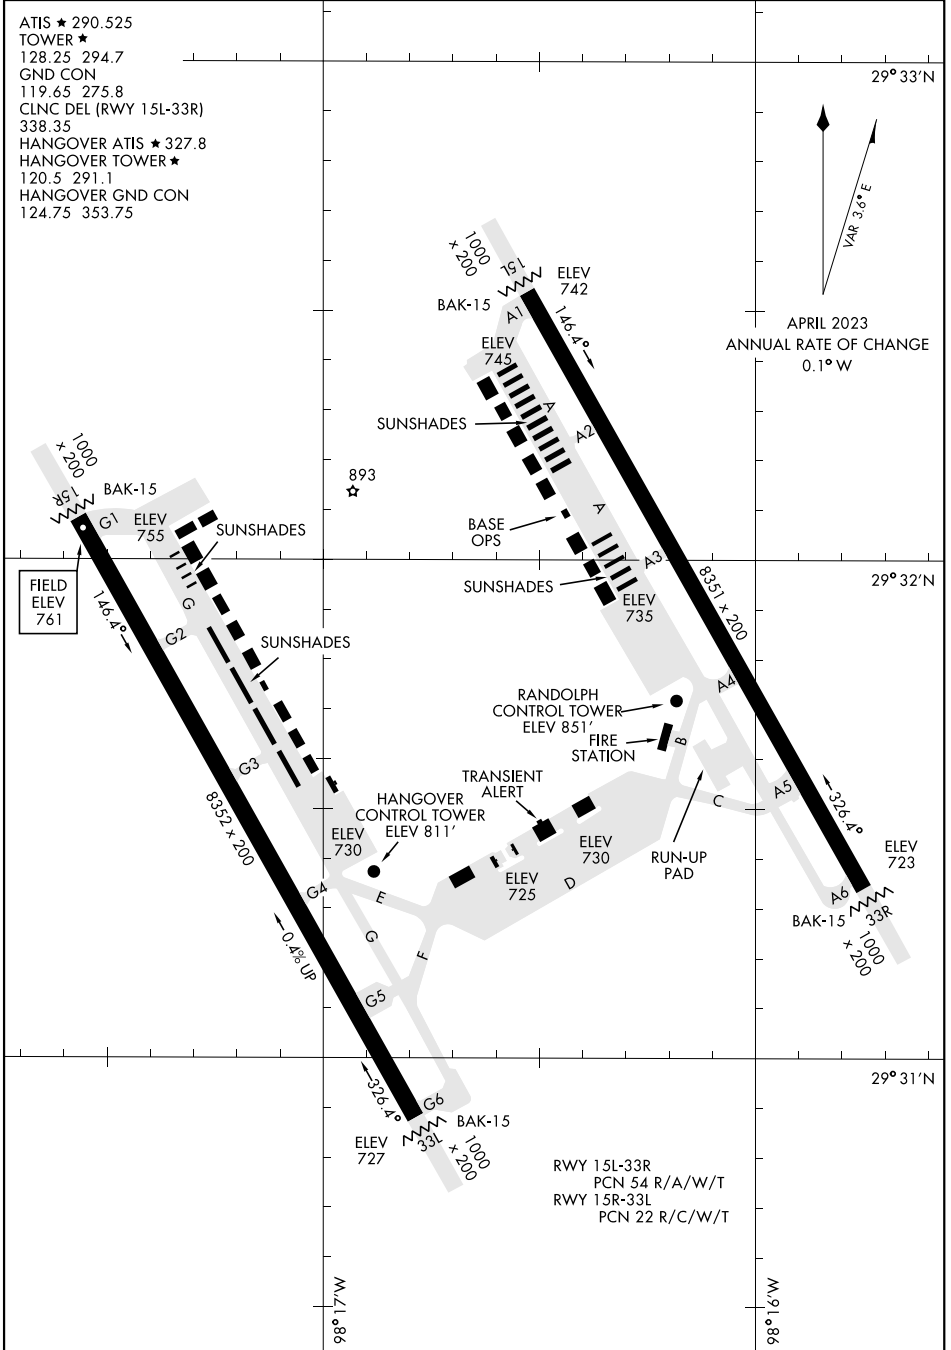 ATIS ★ 290.525
TOWER ★
128.25 294.7
GND CON
119.65 275.8
CLNC DEL (RWY 15L-33R)
338.35
HANGOVER ATIS ★ 327.8
HANGOVER TOWER ★
120.5 291.1
HANGOVER GND CON
124.75 353.75
29°33'N
VAR 3.6° E
APRIL 2023
ANNUAL RATE OF CHANGE
0.1° W
1000
x 200
15L
ELEV
742
BAK-15
A1
146.4°
ELEV
745
A
SUNSHADES
A2
893
1000
x 200
15R
BAK-15
G1
ELEV
755
SUNSHADES
BASE
OPS
A
A3
SUNSHADES
ELEV
735
8351 x 200
29°32'N
FIELD
ELEV
761
146.4°
G
G2
SUNSHADES
G3
8352 x 200
RANDOLPH
CONTROL TOWER
ELEV 851'
A4
FIRE
STATION
B
TRANSIENT
ALERT
C
A5
326.4°
HANGOVER
CONTROL TOWER
ELEV 811'
ELEV
730
ELEV
730
ELEV
725
D
RUN-UP
PAD
ELEV
723
A6
BAK-15
33R
1000
x 200
G4
E
G
F
0.4% UP
G5
29°31'N
326.4°
G6
BAK-15
33L
1000
x 200
ELEV
727
RWY 15L-33R
PCN 54 R/A/W/T
RWY 15R-33L
PCN 22 R/C/W/T
98°17'W
98°16'W